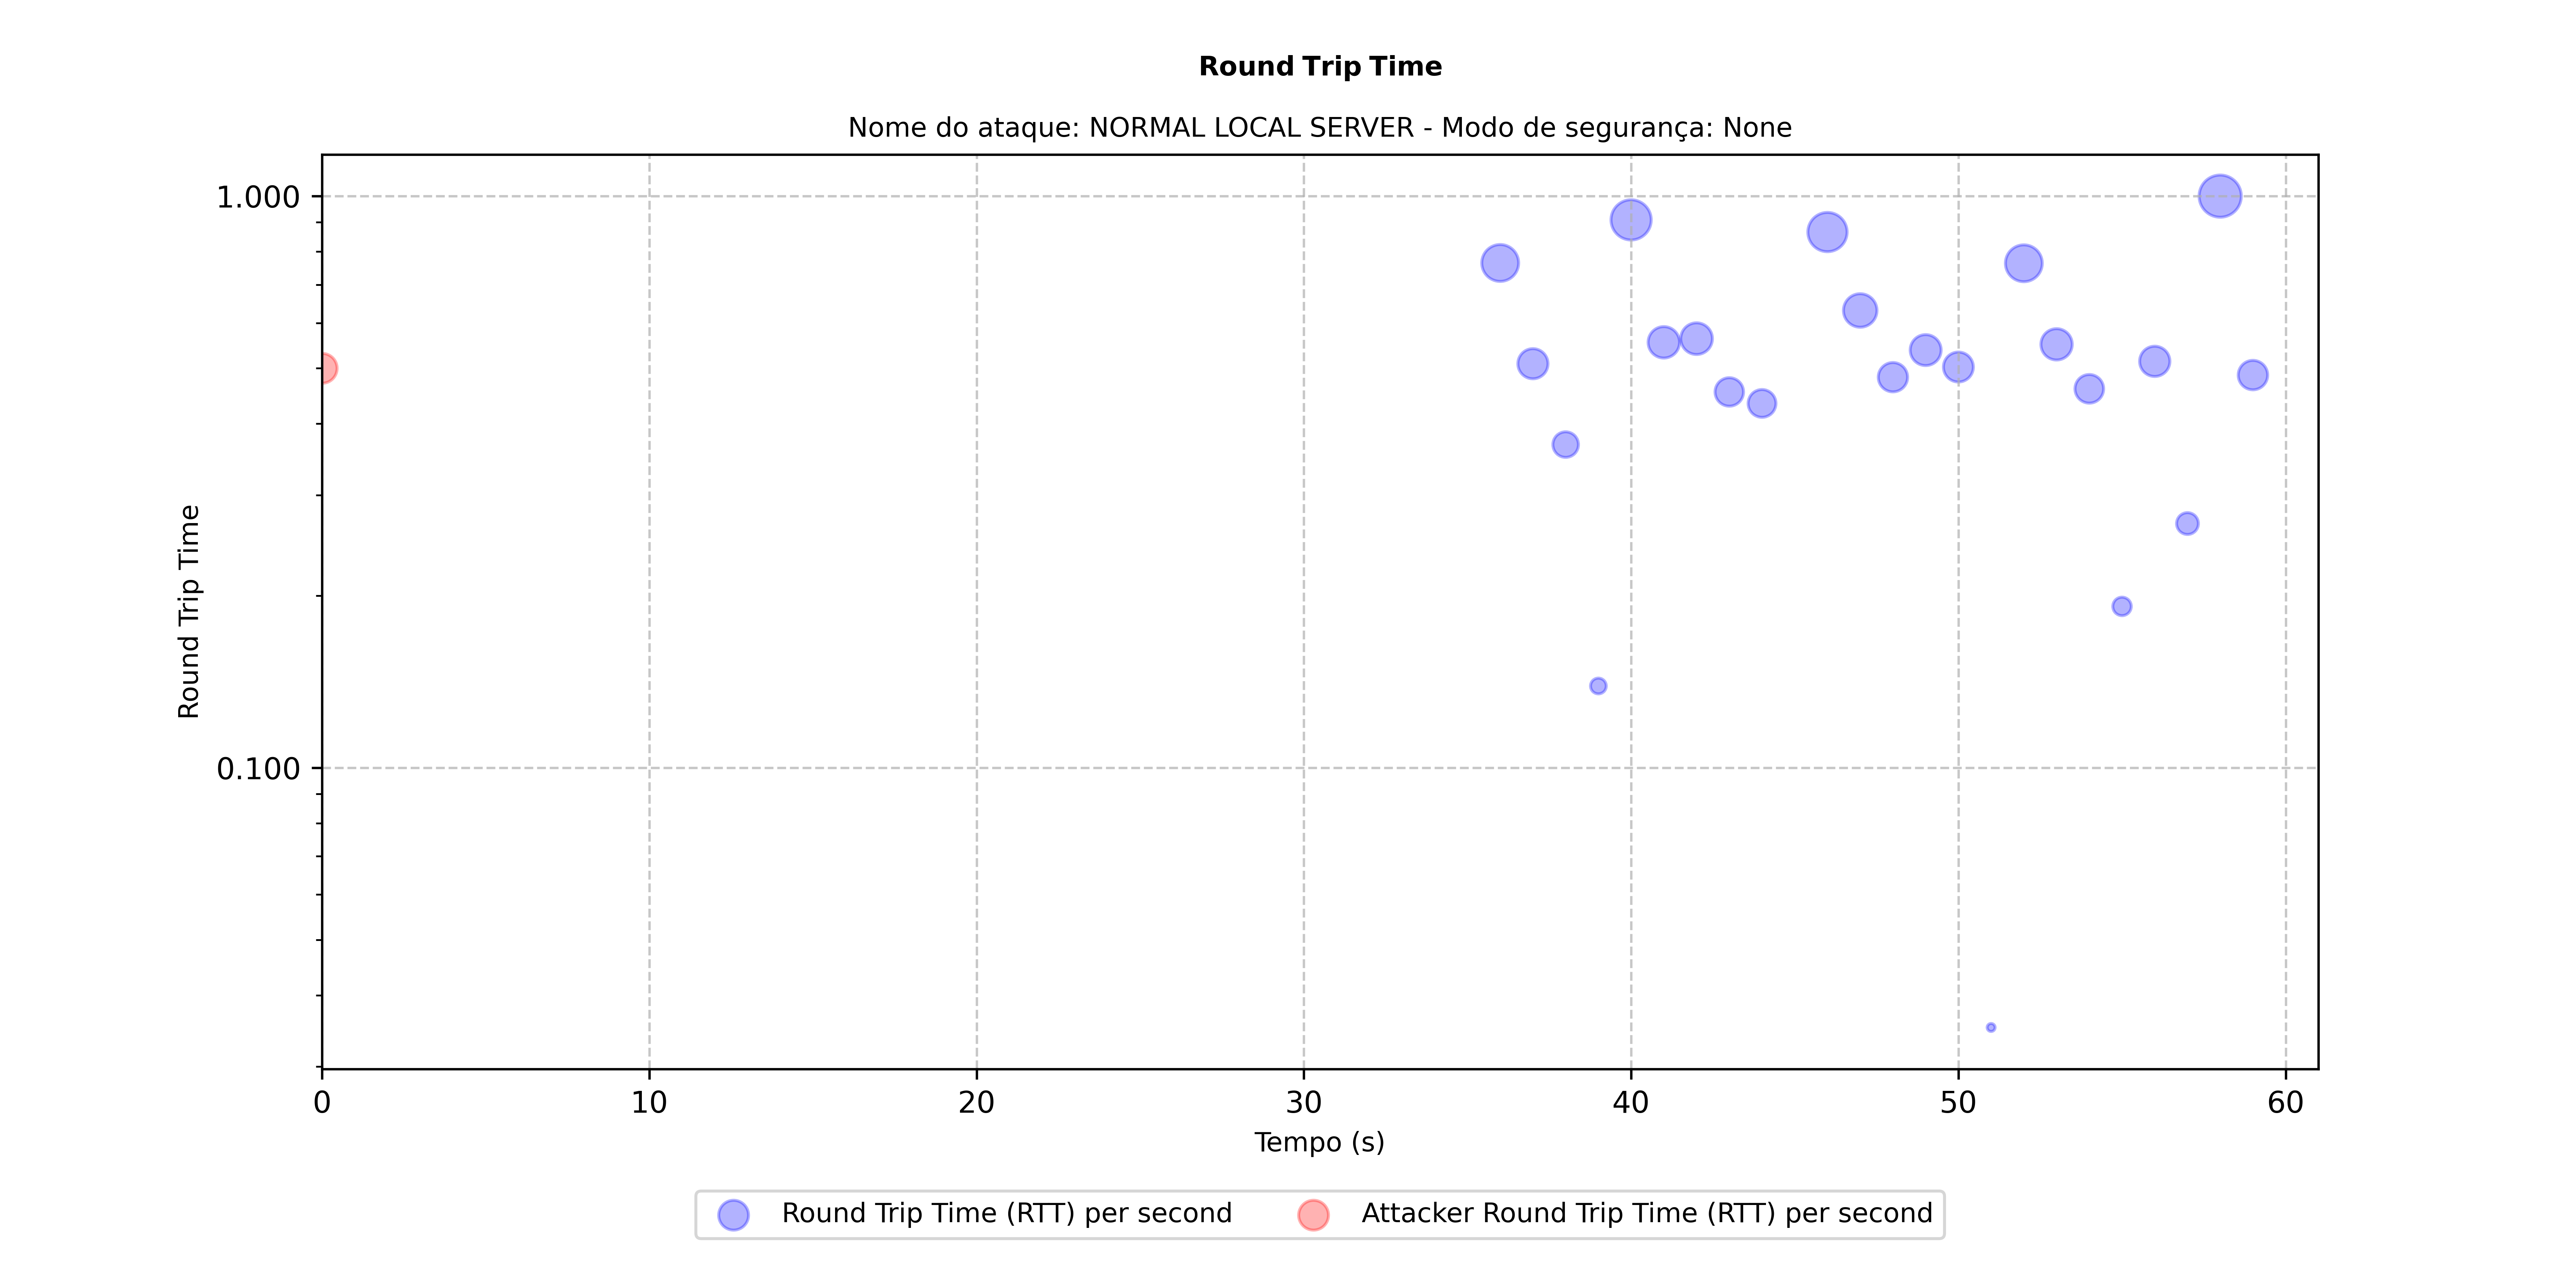 Round Trip Time
Nome do ataque: NORMAL LOCAL SERVER - Modo de segurança: None
1.000
0.100
Round Trip Time
0 10 20 30 40 50 60
Tempo (s)
Round Trip Time (RTT) per second Attacker Round Trip Time (RTT) per second